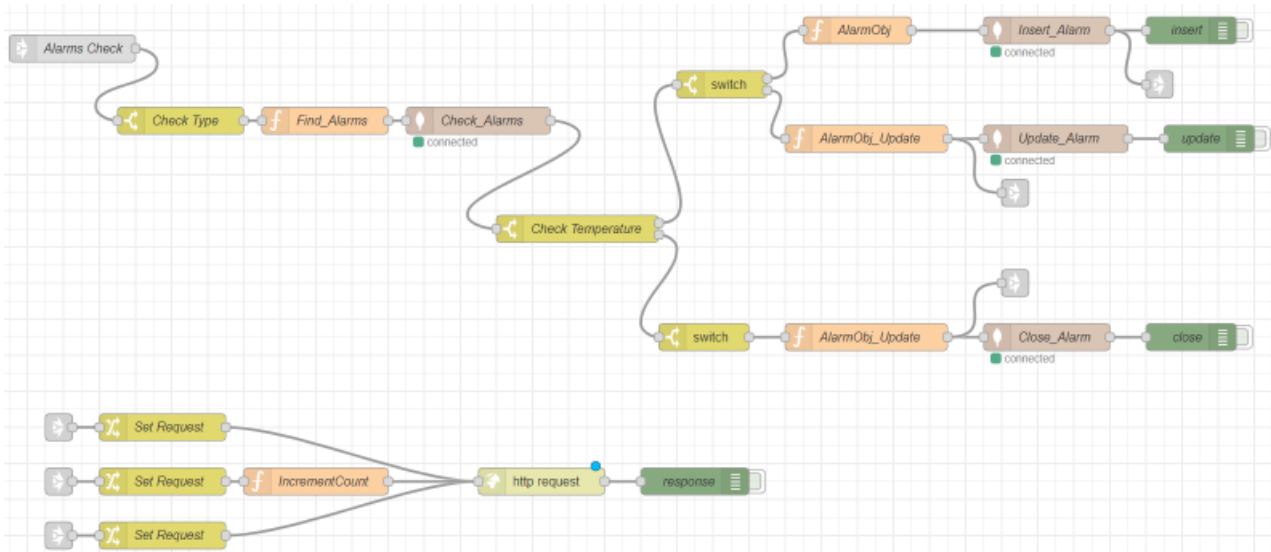 AlarmObj
Insert_Alarm
insert
connected
Alarms Check
switch
Check Type
Find_Alarms
Check_Alarms
connected
AlarmObj_Update
Update_Alarm
update
connected
Check Temperature
switch
AlarmObj_Update
Close_Alarm
close
connected
Set Request
Set Request
IncrementCount
http request
response
Set Request